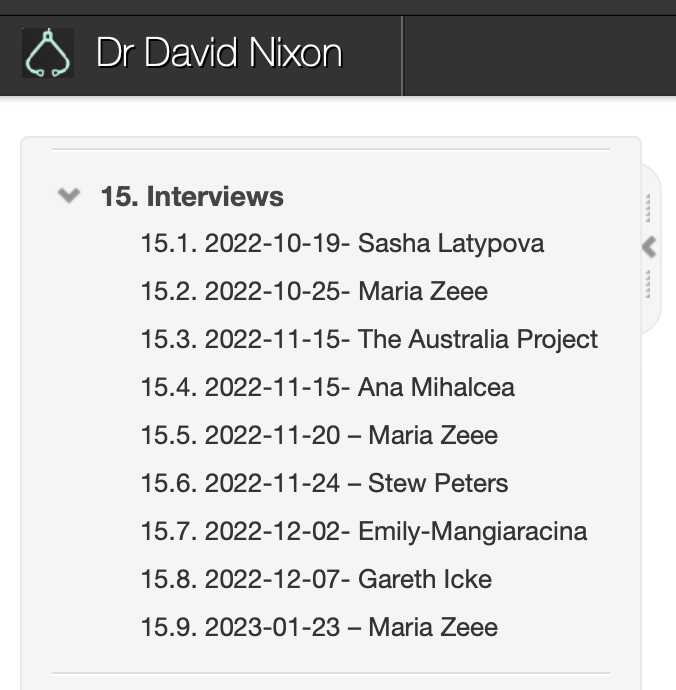 Dr David Nixon
15. Interviews
15.1. 2022-10-19- Sasha Latypova
15.2. 2022-10-25- Maria Zeee
15.3. 2022-11-15- The Australia Project
15.4. 2022-11-15- Ana Mihalcea
15.5. 2022-11-20 – Maria Zeee
15.6. 2022-11-24 – Stew Peters
15.7. 2022-12-02- Emily-Mangiaracina
15.8. 2022-12-07- Gareth Icke
15.9. 2023-01-23 – Maria Zeee